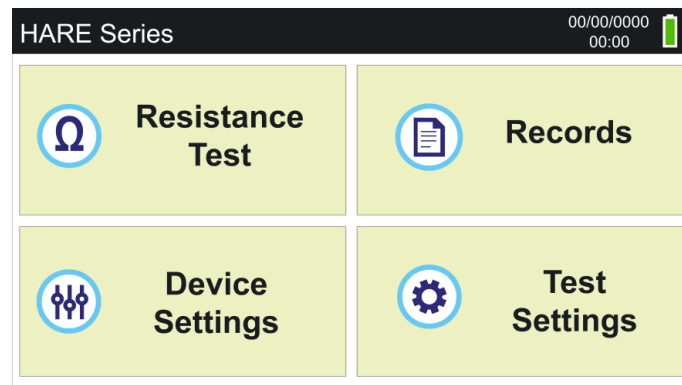 HARE Series
00/00/0000
00:00
Ω
Resistance
Test
Records
Device
Settings
Test
Settings